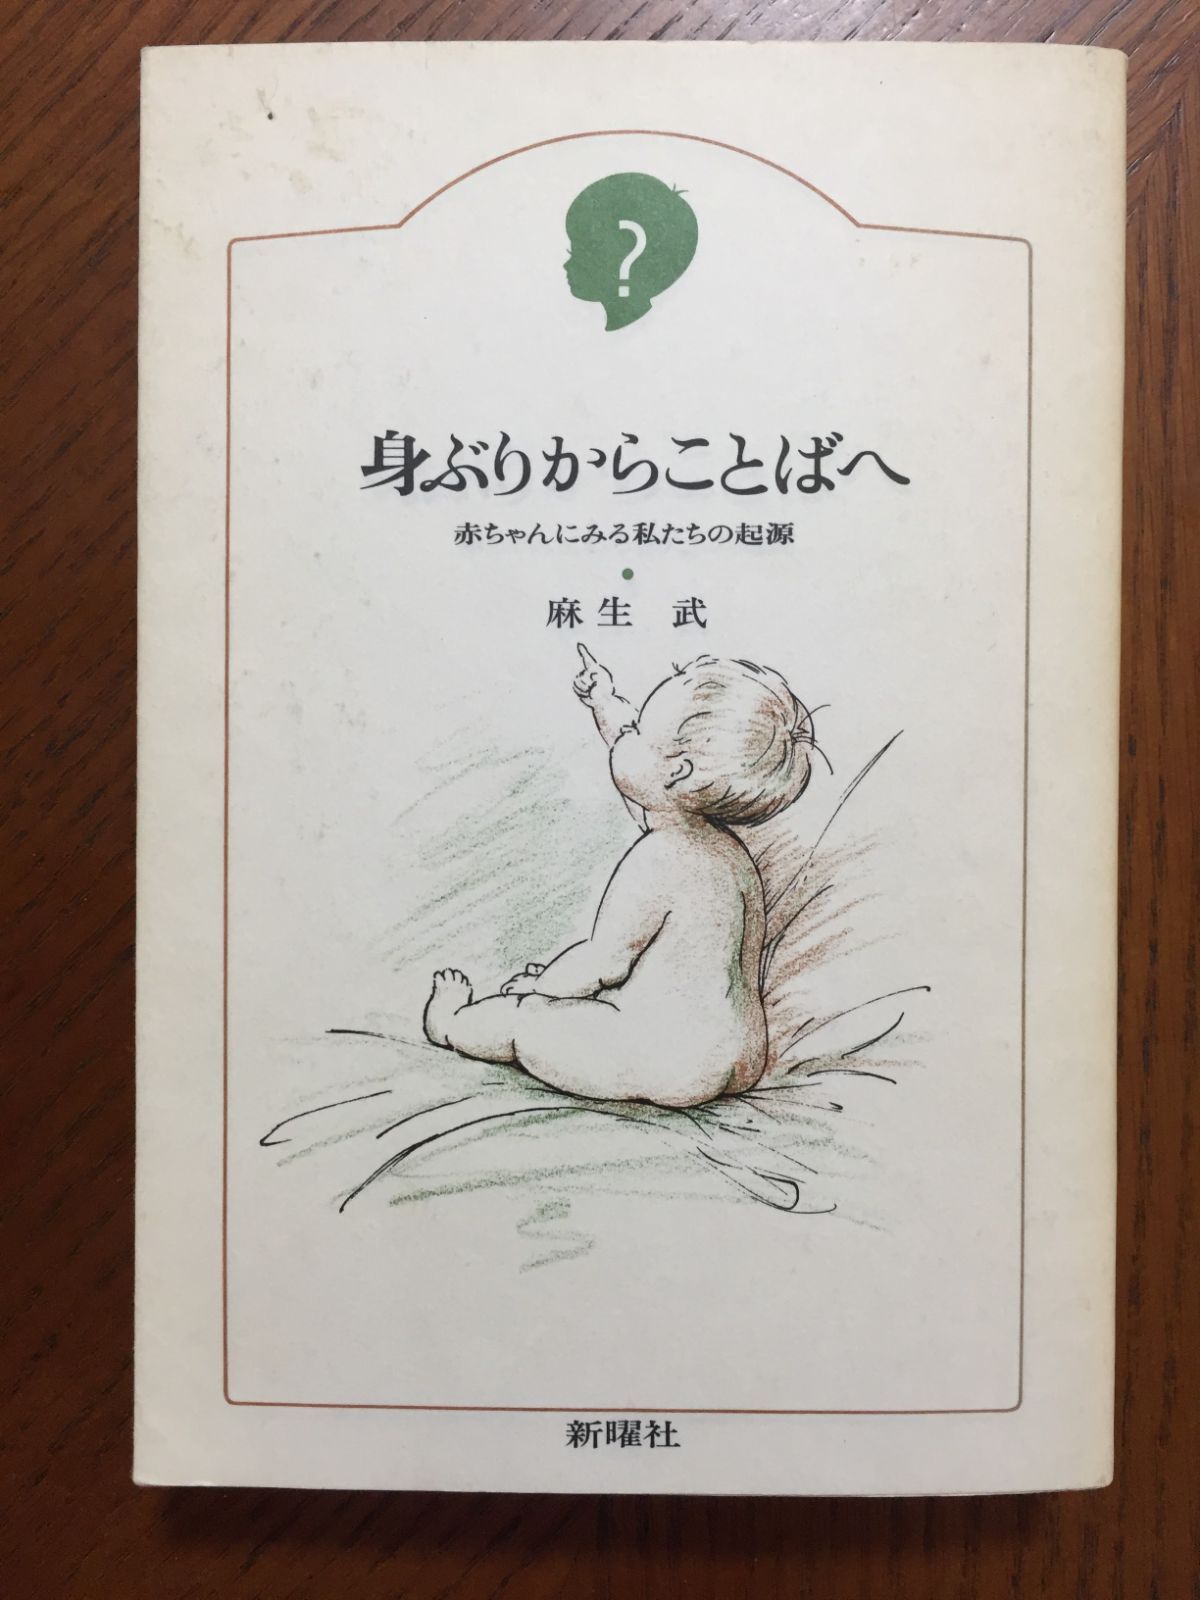 ?
身ぶりからことばへ
赤ちゃんにみる私たちの起源
麻生 武
新曜社